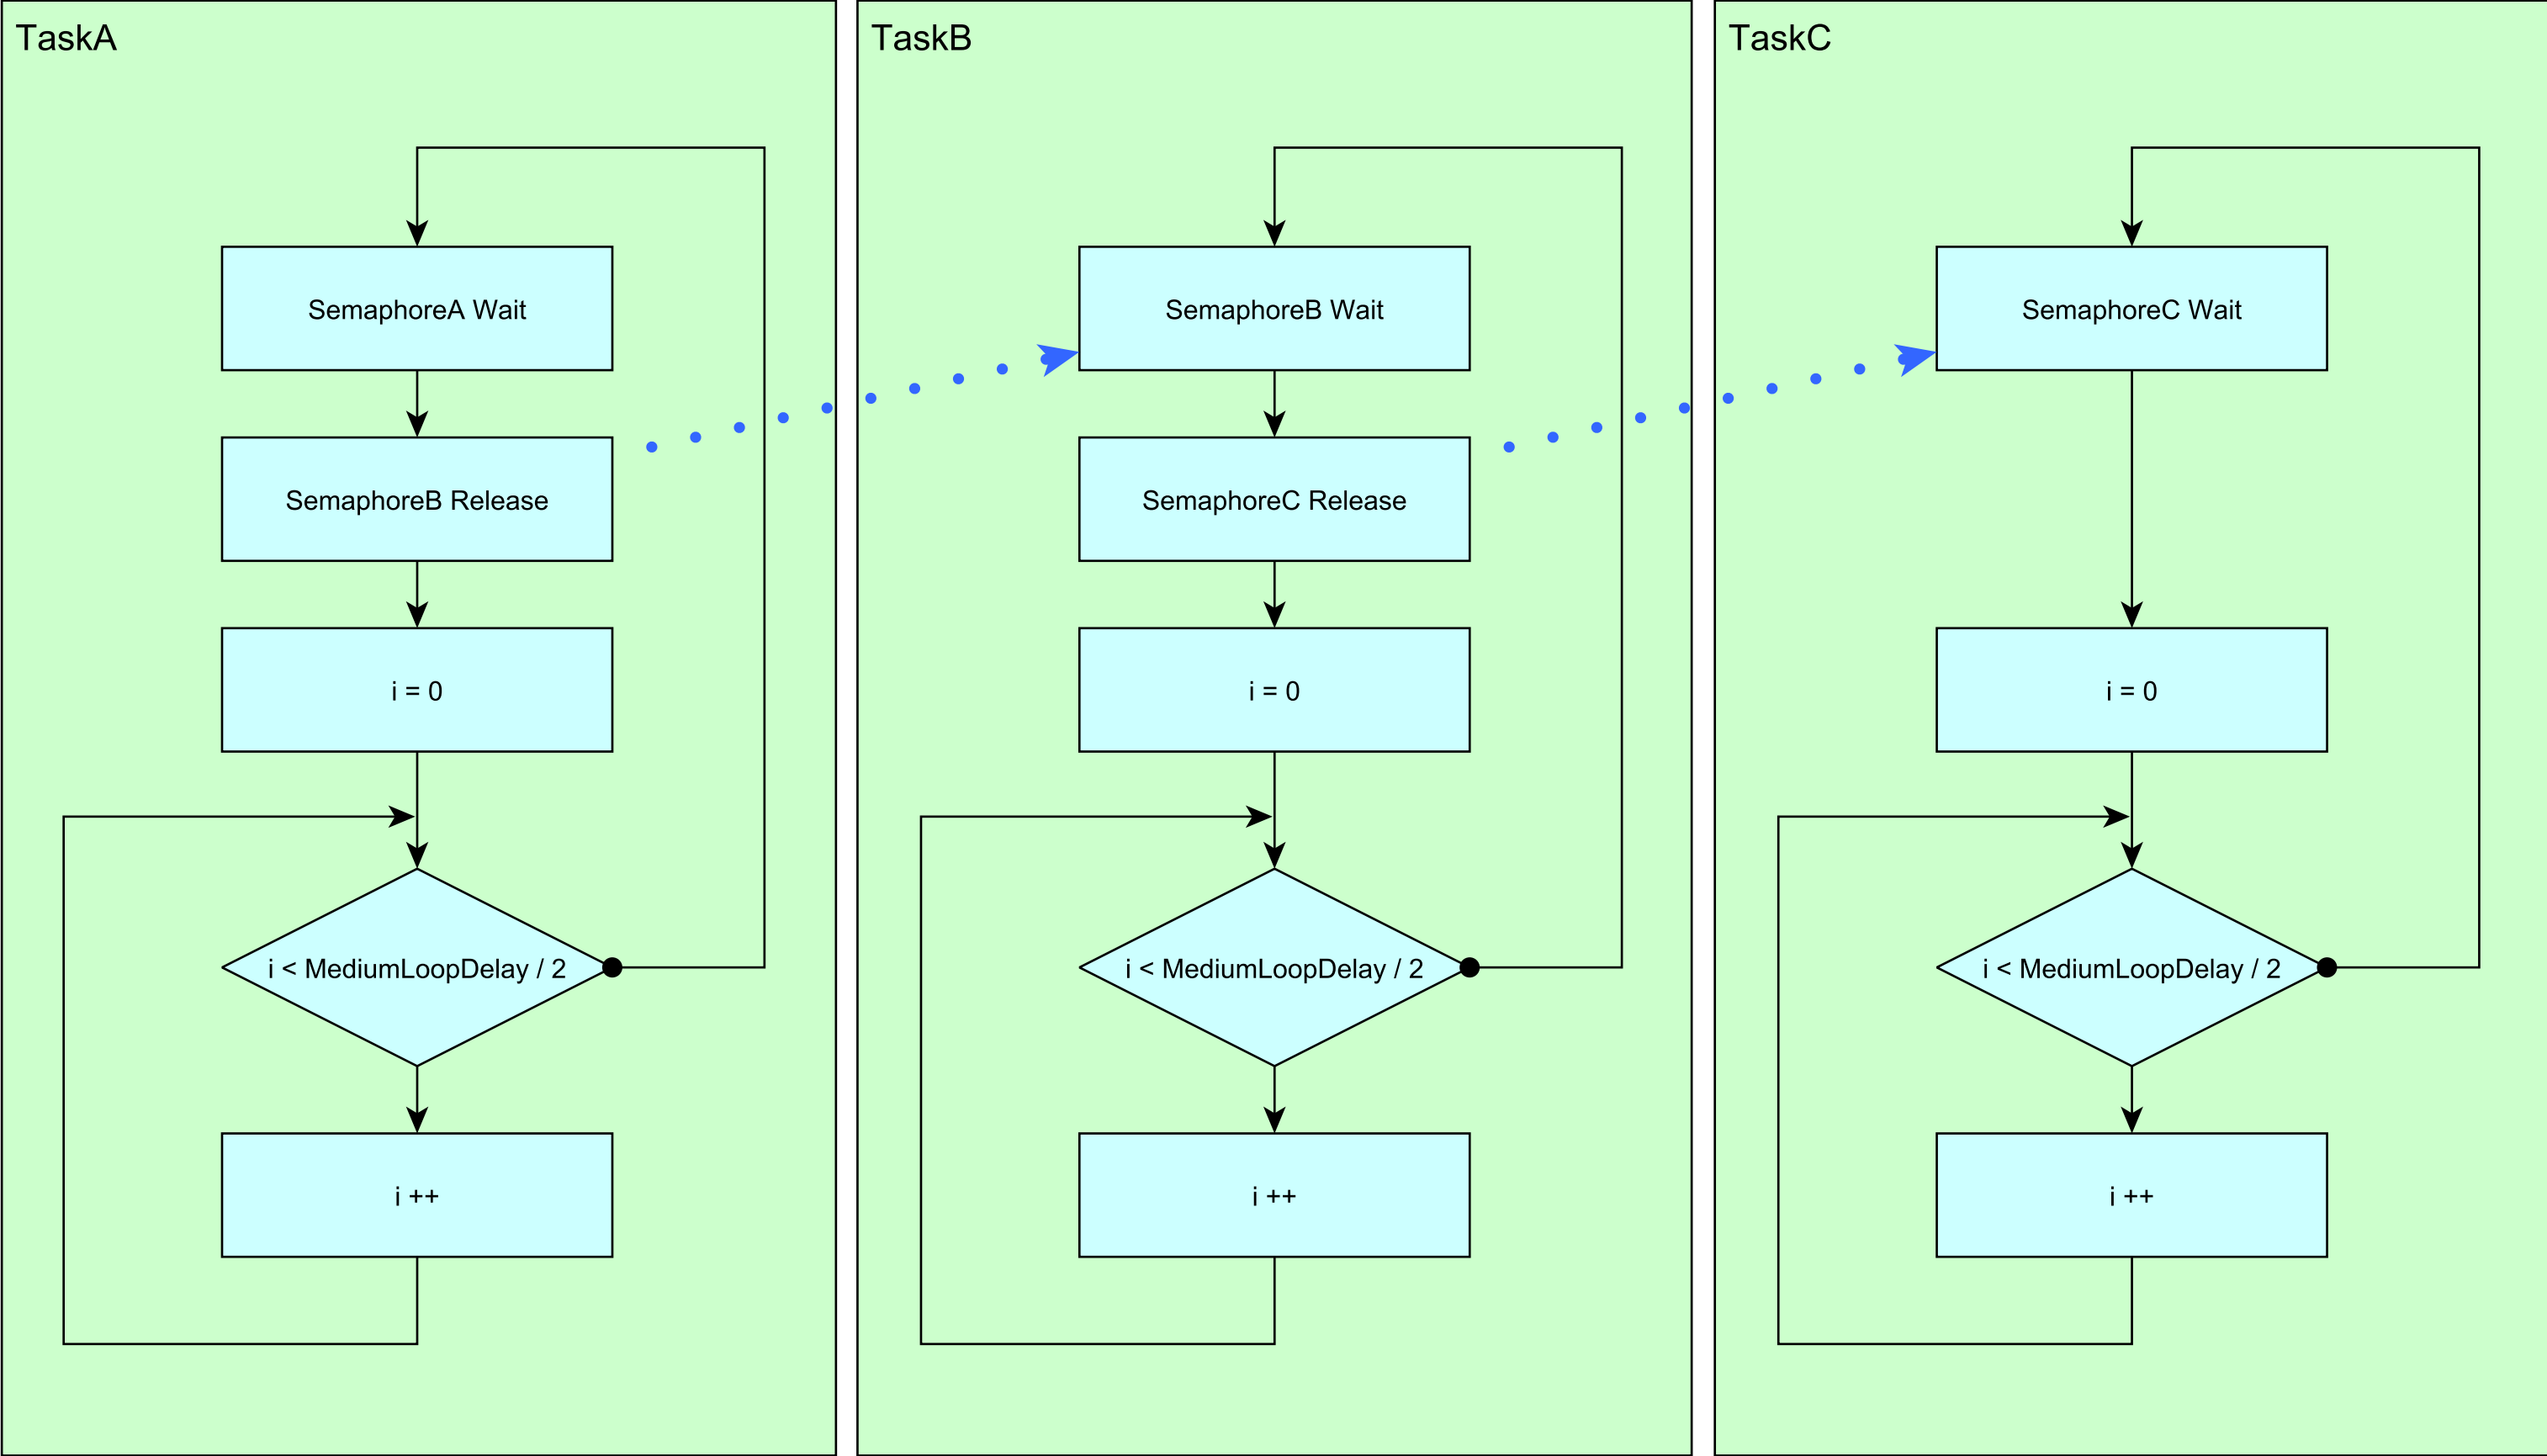 TaskA
SemaphoreA Wait
SemaphoreB Release
i = 0
i < MediumLoopDelay / 2
i ++
TaskB
SemaphoreB Wait
SemaphoreC Release
i = 0
i < MediumLoopDelay / 2
i ++
TaskC
SemaphoreC Wait
i = 0
i < MediumLoopDelay / 2
i ++